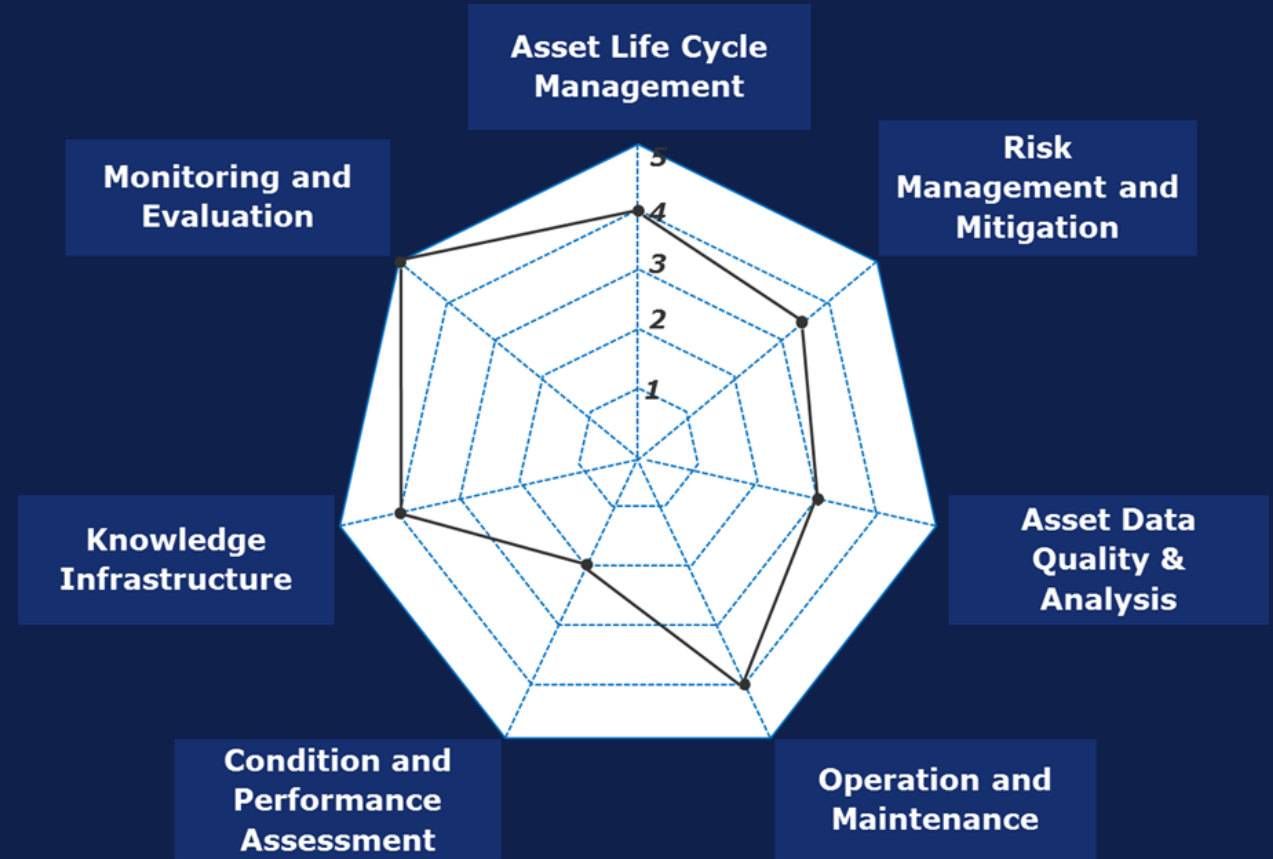 Asset Life Cycle
Management
Risk
Management and
Mitigation
Monitoring and
Evaluation
5
4
3
2
1
Knowledge
Infrastructure
Asset Data
Quality &
Analysis
Condition and
Performance
Assessment
Operation and
Maintenance